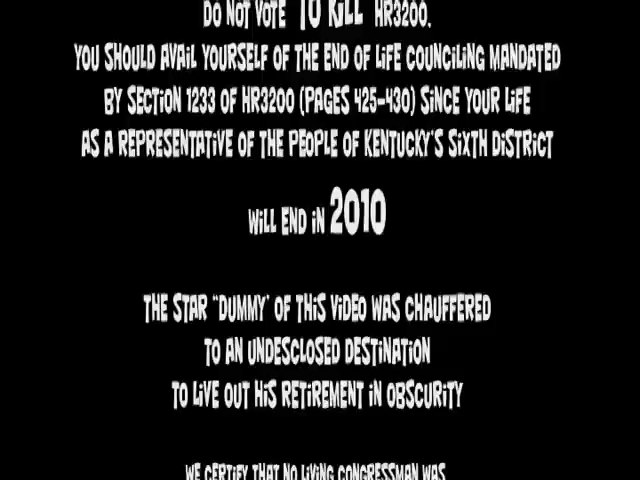 DO NOT VOTE "TO KILL" HR3200.
YOU SHOULD AVAIL YOURSELF OF THE END OF LIFE COUNCILING MANDATED
BY SECTION 1233 OF HR3200 (PAGES 425-430) SINCE YOUR LIFE
AS A REPRESENTATIVE OF THE PEOPLE OF KENTUCKY'S SIXTH DISTRICT
WILL END IN 2010
THE STAR "DUMMY' OF THIS VIDEO WAS CHAUFFERED
TO AN UNDESCLOSED DESTINATION
TO LIVE OUT HIS RETIREMENT IN OBSCURITY
WE CERTIFY THAT NO LIVING CONGRESSMAN WAS